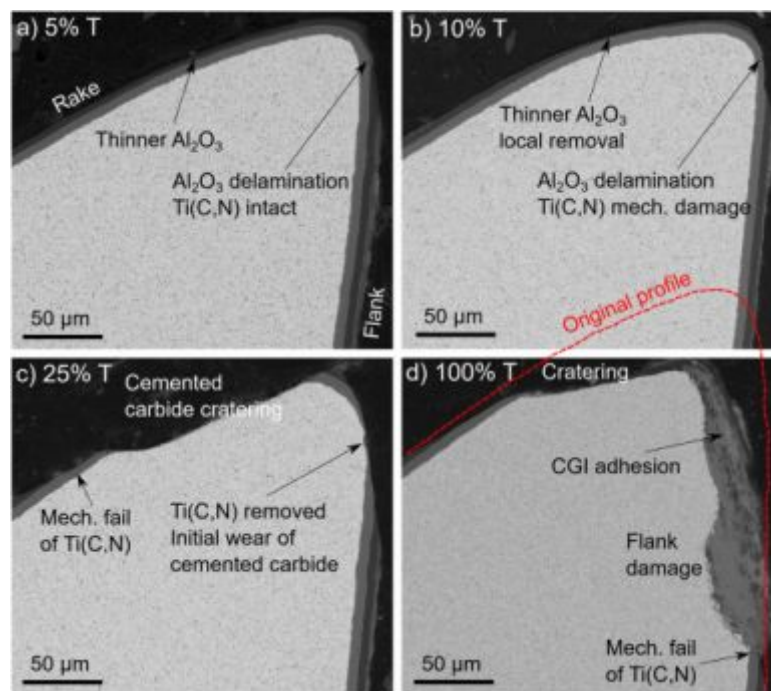 a) 5% T
Rake
Thinner Al₂O₃
Al₂O₃ delamination
Ti(C,N) intact
Flank
50 µm
b) 10% T
Thinner Al₂O₃
local removal
Al₂O₃ delamination
Ti(C,N) mech. damage
Original profile
50 µm
c) 25% T
Cemented
carbide cratering
Mech. fail
of Ti(C,N)
Ti(C,N) removed
Initial wear of
cemented carbide
50 µm
d) 100% T
Cratering
CGI adhesion
Flank
damage
Mech. fail
of Ti(C,N)
50 µm